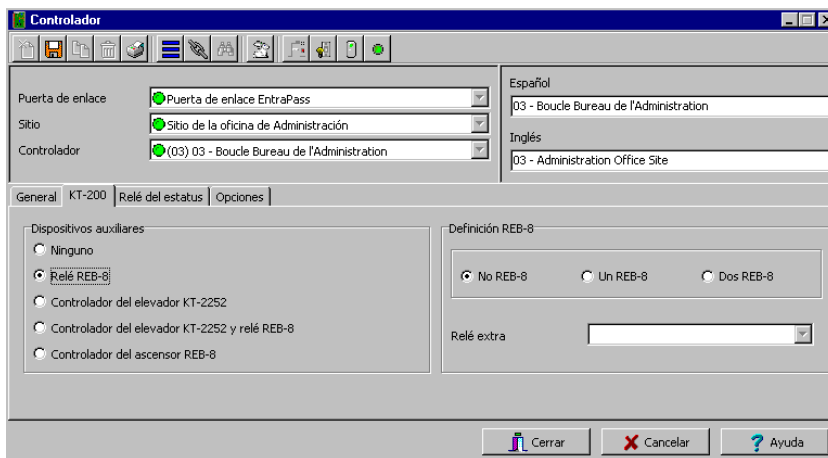 Controlador
Español
Puerta de enlace
Puerta de enlace EntraPass
03 - Boucle Bureau de l'Administration
Sitio
Sitio de la oficina de Administración
Inglés
Controlador
(03) 03 - Boucle Bureau de l'Administration
03 - Administration Office Site
General KT-200 Relé del estatus Opciones
Dispositivos auxiliares
Ninguno
Relé REB-8
Controlador del elevador KT-2252
Controlador del elevador KT-2252 y relé REB-8
Controlador del ascensor REB-8
Definición REB-8
No REB-8 Un REB-8 Dos REB-8
Relé extra
Cerrar Cancelar Ayuda